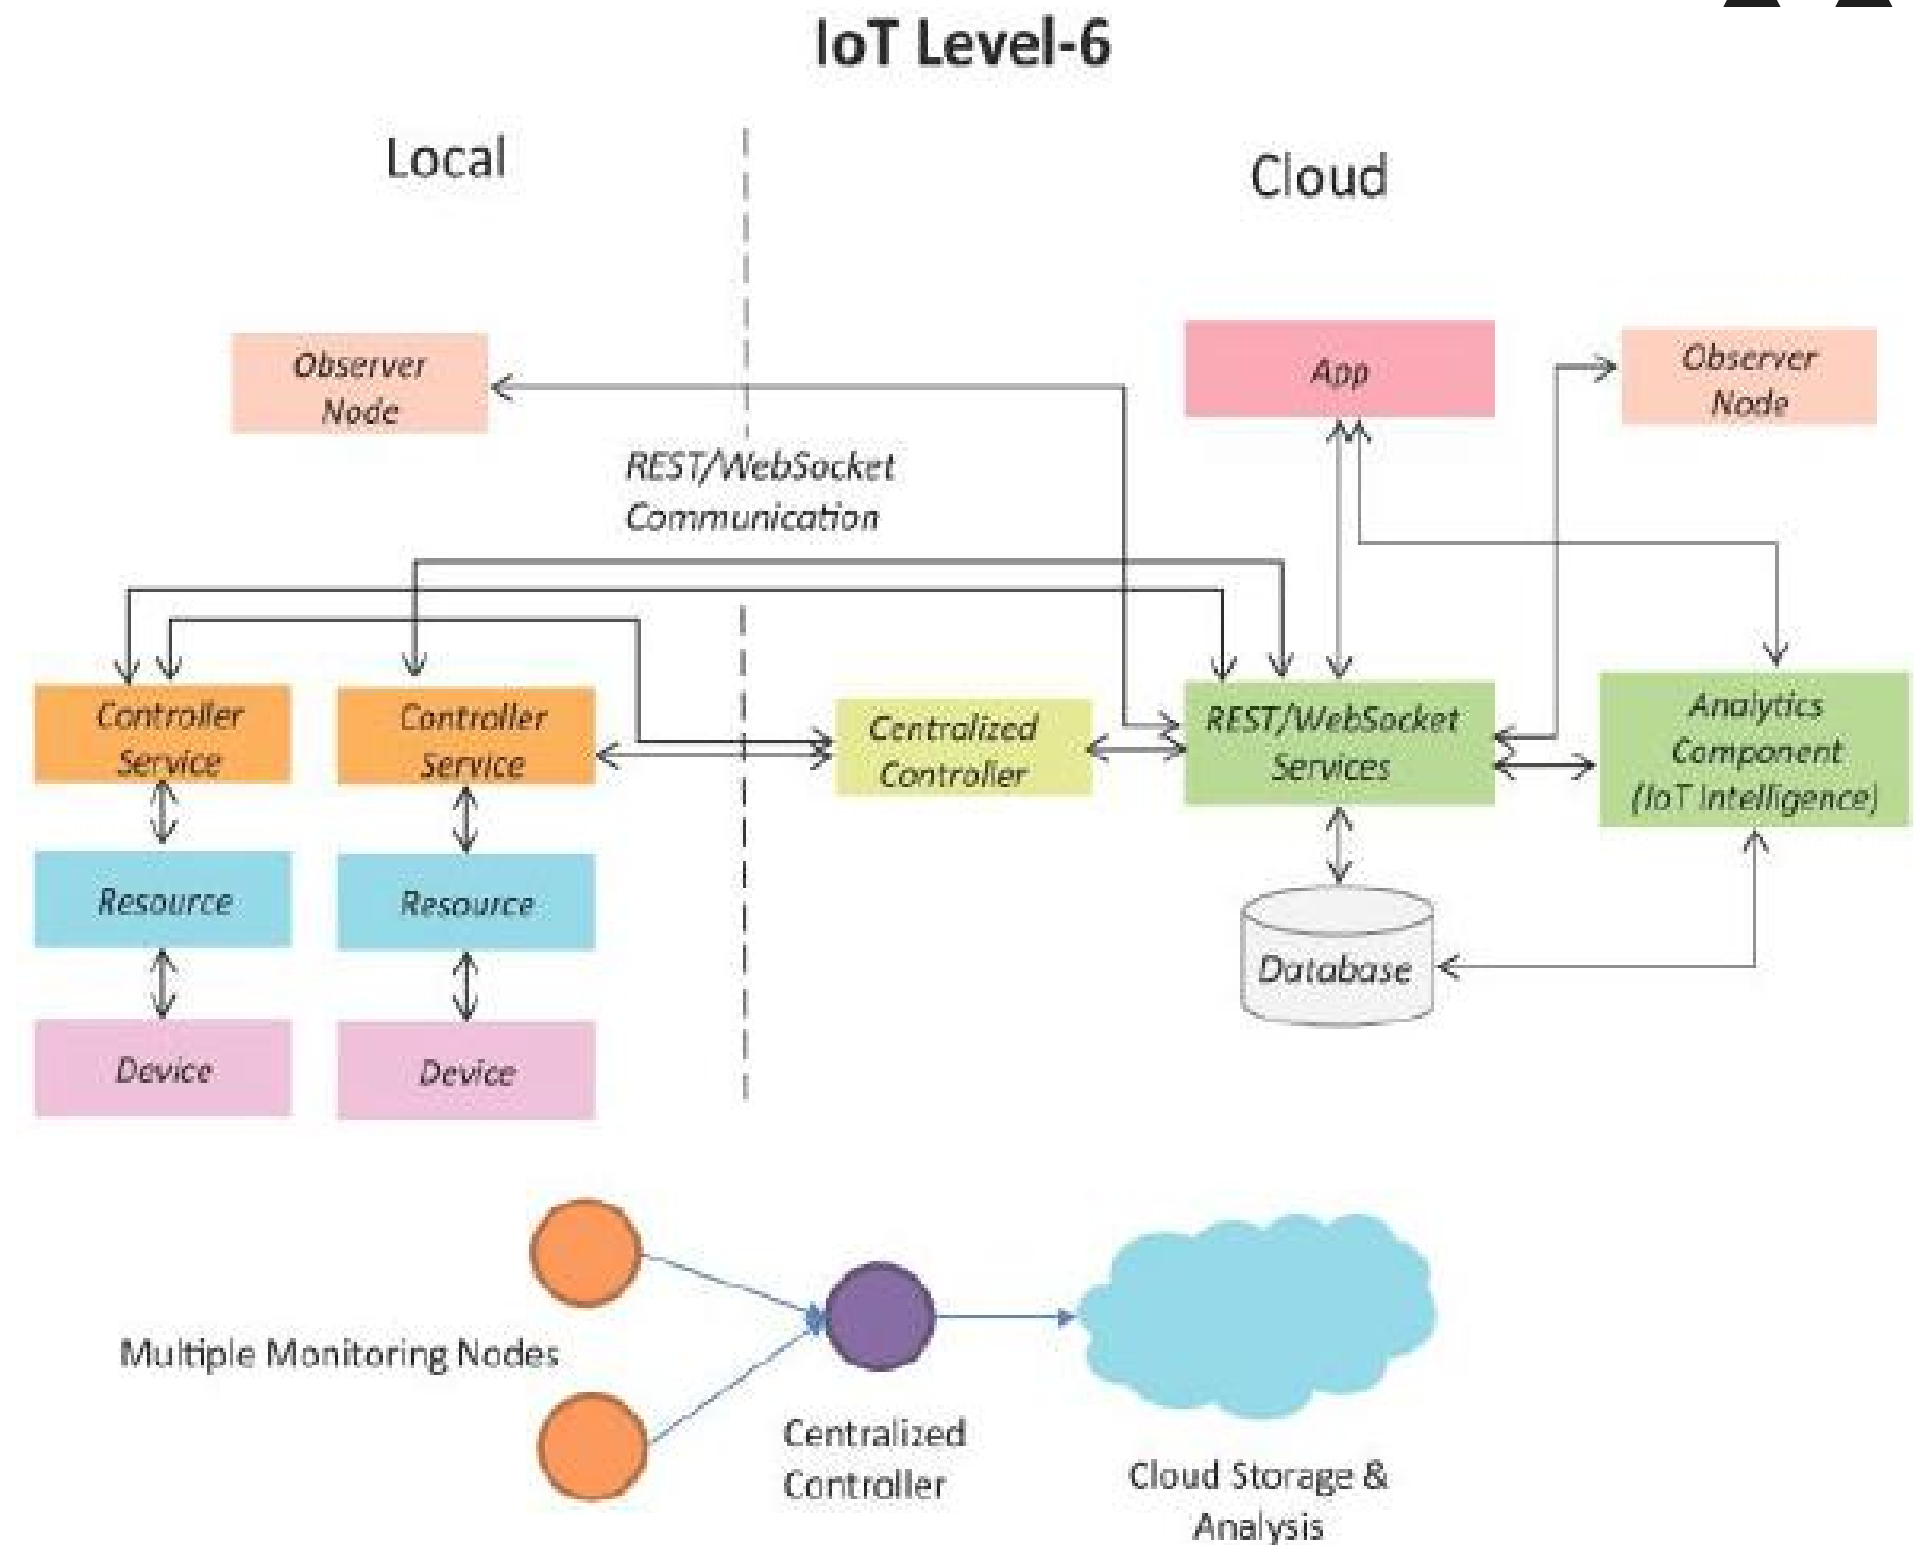 IoT Level-6
Local
Cloud
Observer
Node
App
Observer
Node
REST/WebSocket
Communication
Controller
Service
Controller
Service
Centralized
Controller
REST/WebSocket
Services
Analytics
Component
(IoT Intelligence)
Resource
Resource
Database
Device
Device
Multiple Monitoring Nodes
Centralized
Controller
Cloud Storage &
Analysis